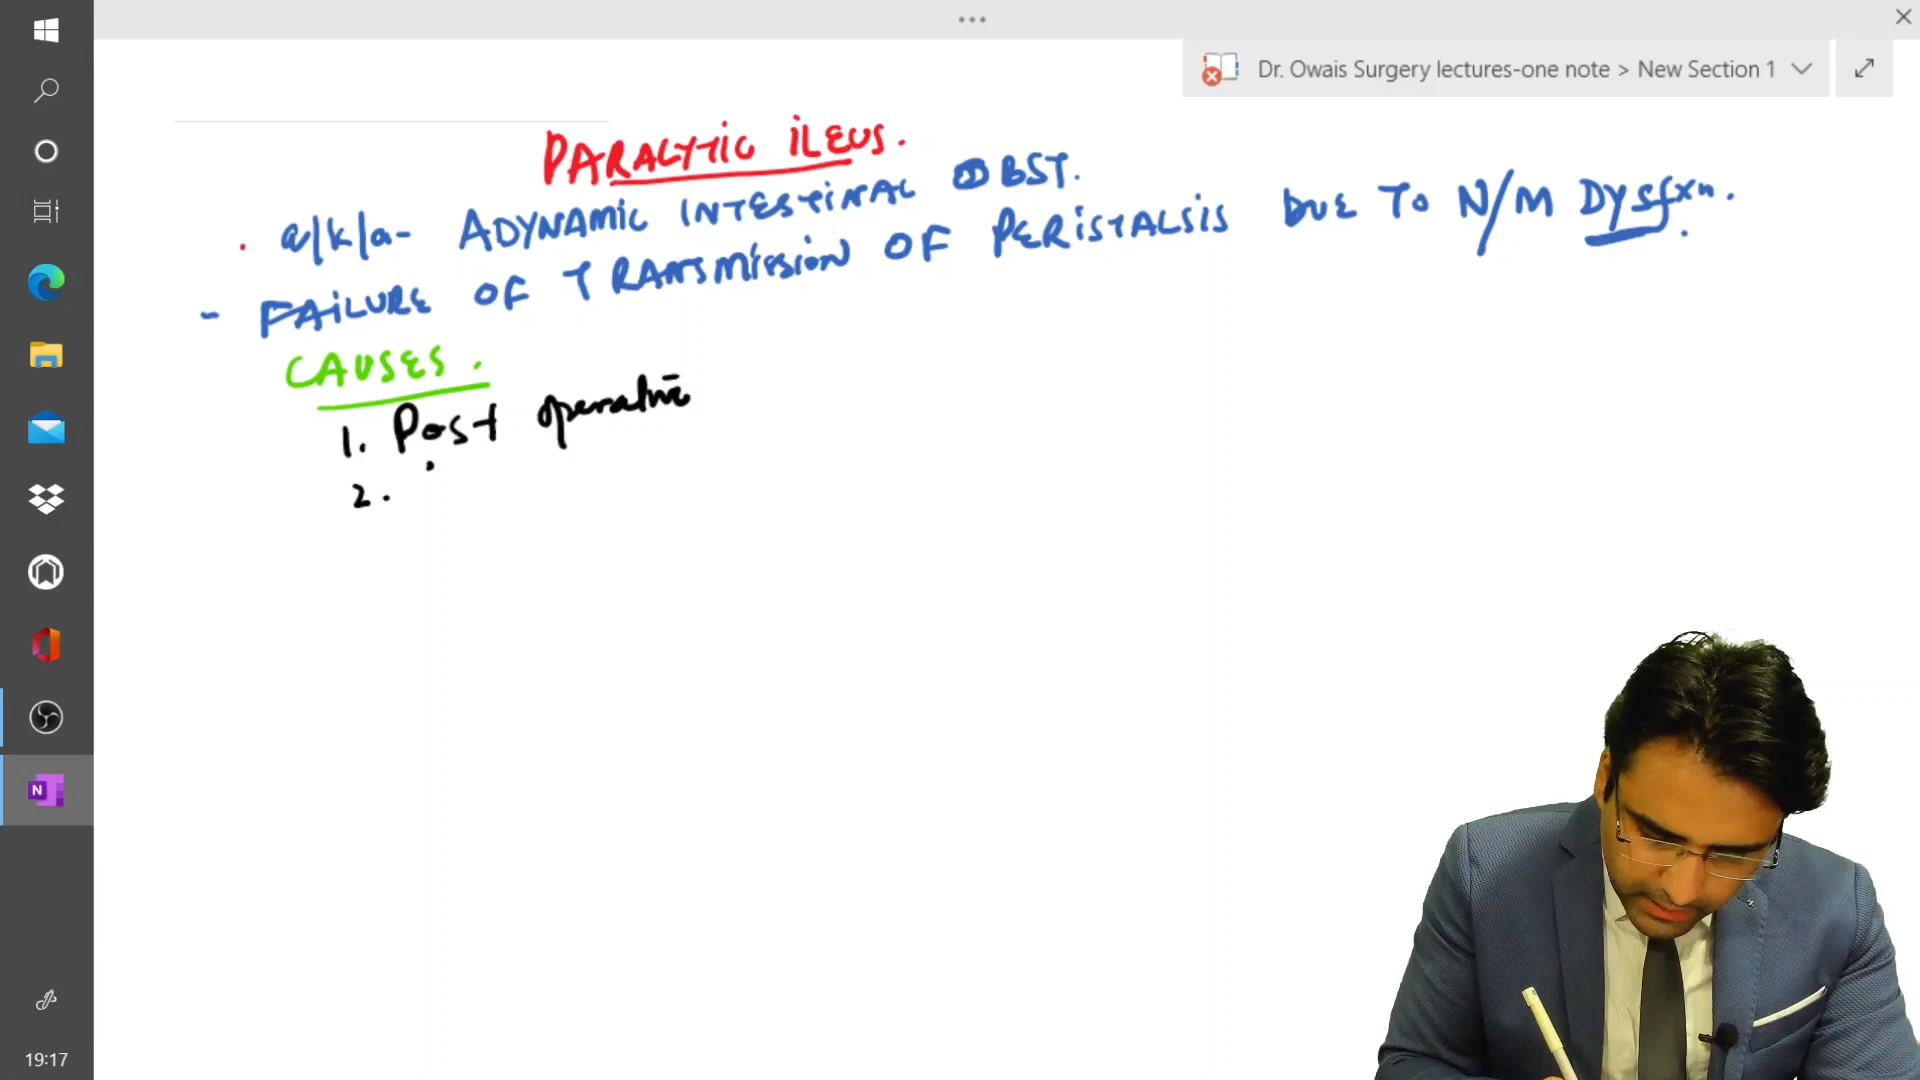 Dr. Owais Surgery lectures-one note > New Section 1
PARALYTIC ILEUS.
a/k/a- ADYNAMIC INTESTINAL OBST.
- FAILURE OF TRANSMISSION OF PERISTALSIS DUE TO N/M DYSfxn.
CAUSES.
1. Post operative
2.
N
19:17